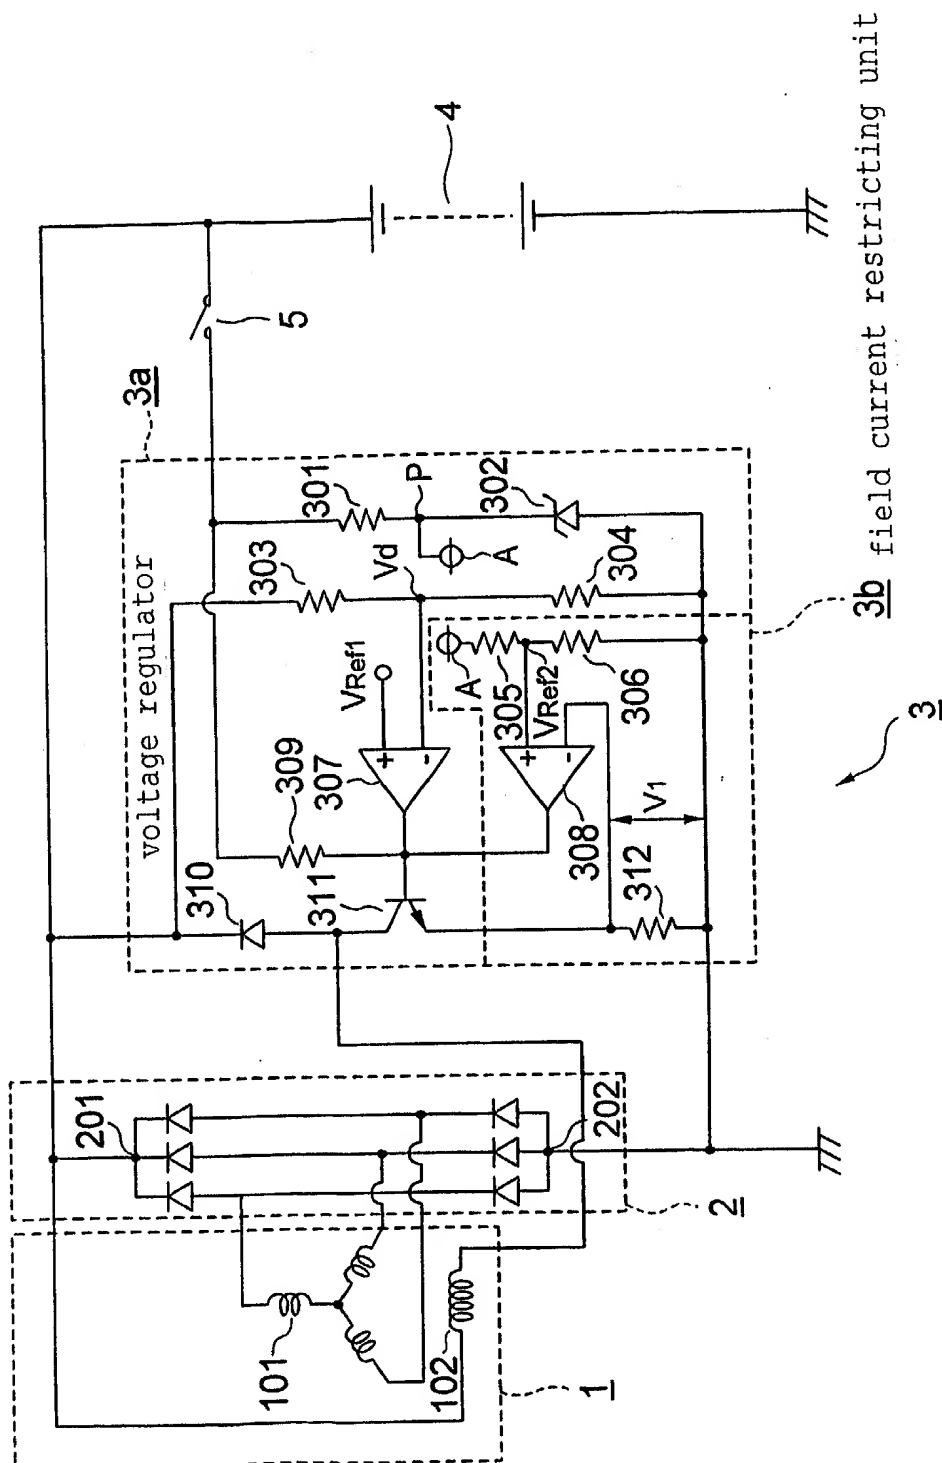 3a
voltage regulator
310
309
303
301
311
307
VRef1
Vd
P
302
A
304
A
305
VRef2
306
308
V1
312
3b field current restricting unit
3
5
4
201
202
2
101
102
1